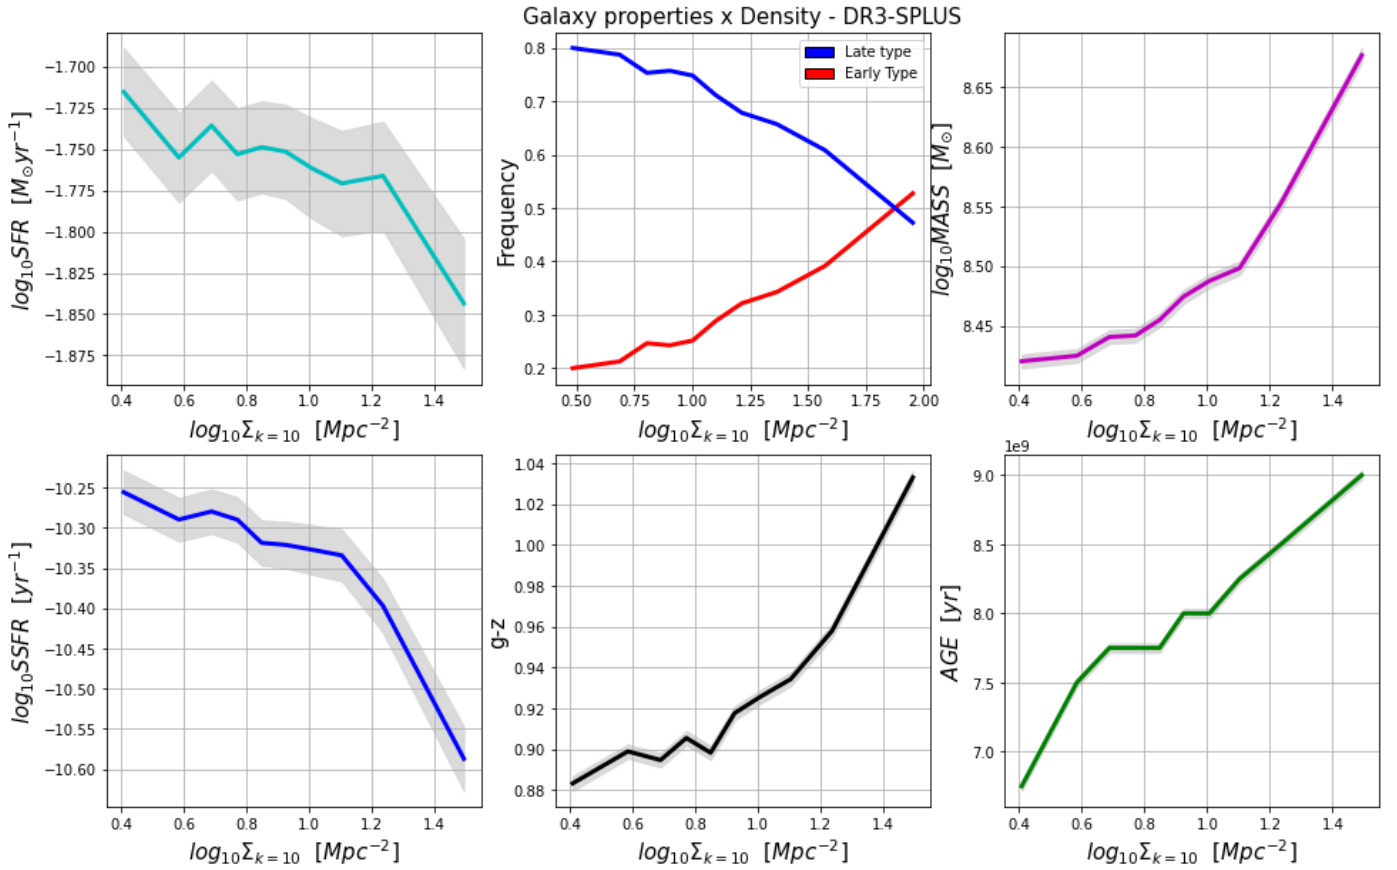 Galaxy properties x Density - DR3-SPLUS
log₁₀SFR [M⊙yr⁻¹]
−1.700
−1.725
−1.750
−1.775
−1.800
−1.825
−1.850
−1.875
0.4 0.6 0.8 1.0 1.2 1.4
log₁₀Σₖ₌₁₀ [Mpc⁻²]
Frequency
0.8
0.7
0.6
0.5
0.4
0.3
0.2
Late type
Early Type
0.50 0.75 1.00 1.25 1.50 1.75 2.00
log₁₀Σₖ₌₁₀ [Mpc⁻²]
log₁₀MASS [M⊙]
8.65
8.60
8.55
8.50
8.45
0.4 0.6 0.8 1.0 1.2 1.4
log₁₀Σₖ₌₁₀ [Mpc⁻²]
log₁₀SSFR [yr⁻¹]
−10.25
−10.30
−10.35
−10.40
−10.45
−10.50
−10.55
−10.60
0.4 0.6 0.8 1.0 1.2 1.4
log₁₀Σₖ₌₁₀ [Mpc⁻²]
g-z
1.04
1.02
1.00
0.98
0.96
0.94
0.92
0.90
0.88
0.4 0.6 0.8 1.0 1.2 1.4
log₁₀Σₖ₌₁₀ [Mpc⁻²]
1e9
AGE [yr]
9.0
8.5
8.0
7.5
7.0
0.4 0.6 0.8 1.0 1.2 1.4
log₁₀Σₖ₌₁₀ [Mpc⁻²]